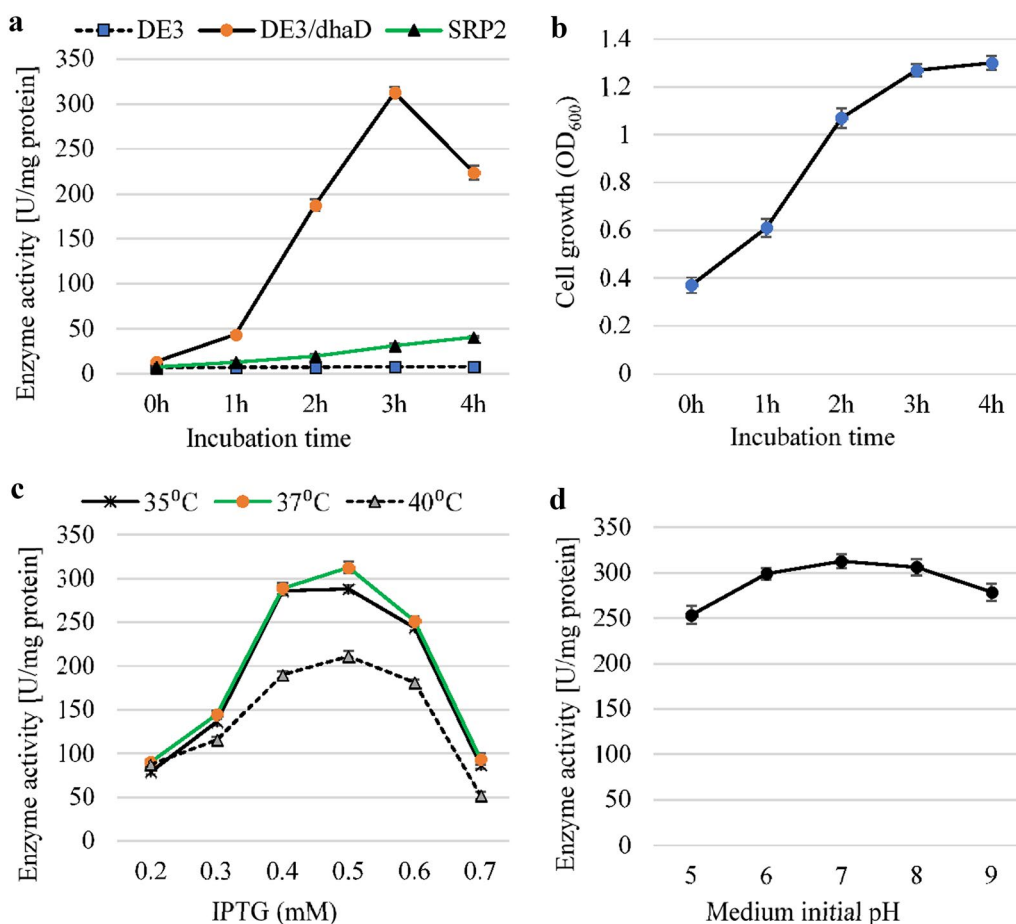 a
DE3 DE3/dhaD SRP2
Enzyme activity [U/mg protein]
350
300
250
200
150
100
50
0
0h 1h 2h 3h 4h
Incubation time
b
Cell growth (OD600)
1.4
1.2
1
0.8
0.6
0.4
0.2
0
0h 1h 2h 3h 4h
Incubation time
c
35⁰C 37⁰C 40⁰C
Enzyme activity [U/mg protein]
350
300
250
200
150
100
50
0
0.2 0.3 0.4 0.5 0.6 0.7
IPTG (mM)
d
Enzyme activity [U/mg protein]
350
300
250
200
150
100
50
0
5 6 7 8 9
Medium initial pH